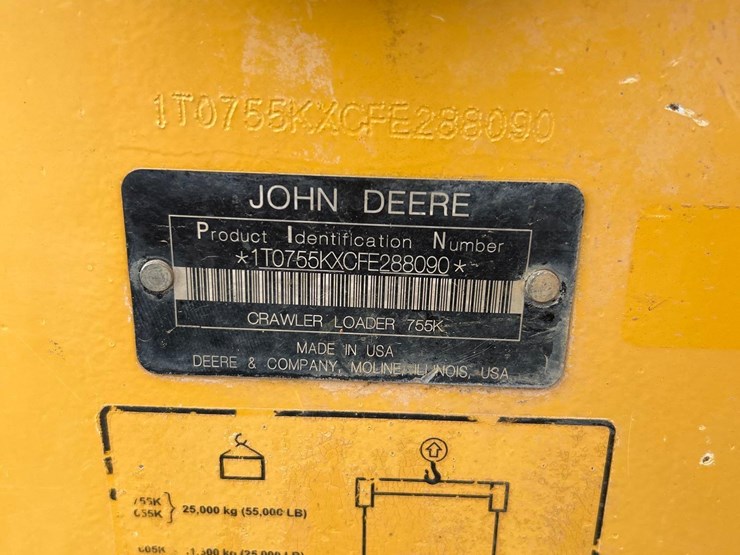 1T0755KXCFE288090
JOHN DEERE
Product Identification Number
*1T0755KXCFE288090*
CRAWLER LOADER 755K
MADE IN USA
DEERE & COMPANY, MOLINE, ILLINOIS, USA
755K
655K
25,000 kg (55,000 LB)
605K